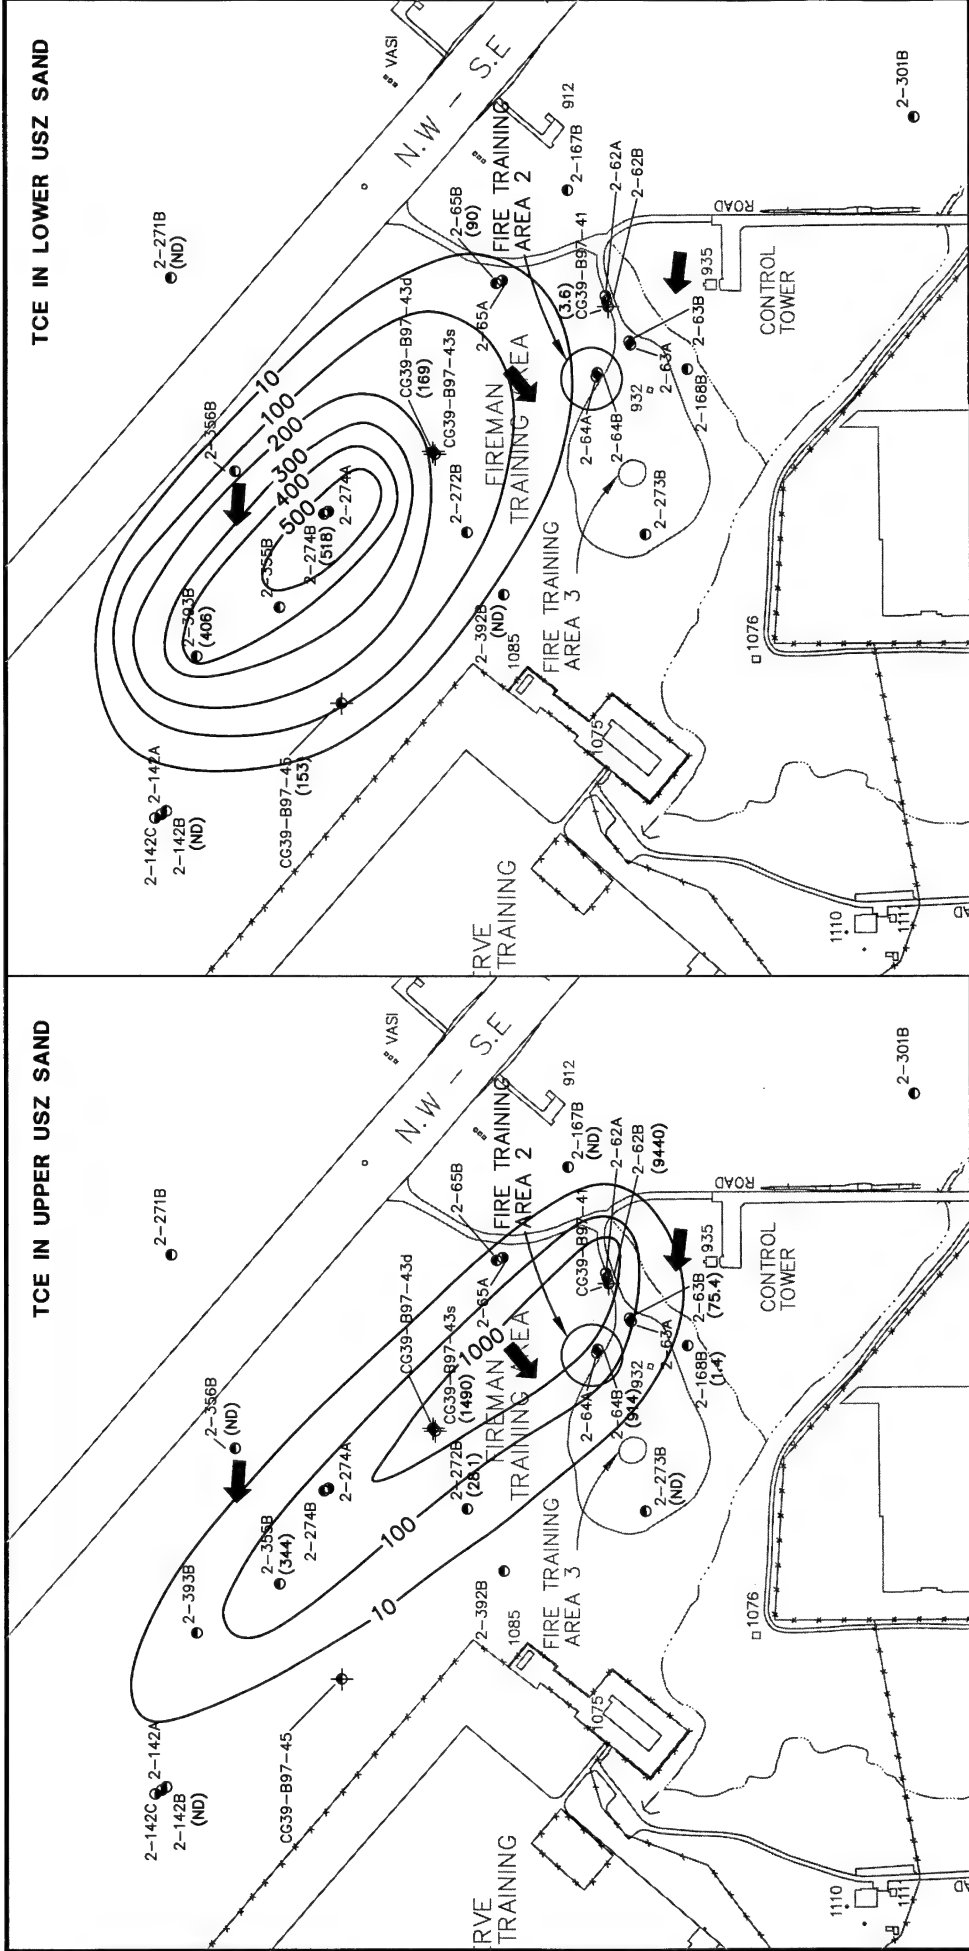 TCE IN UPPER USZ SAND
2-271B
VASI
N.W - S.E
2-356B
(ND)
2-393B
2-142C
2-142A
2-142B
(ND)
2-355B
(344)
2-274B
2-274A
CG39-B97-43d
CG39-B97-43s
(1490)
2-65B
2-65A
FIRE TRAINING
AREA 2
912
2-167B
(ND)
2-62A
2-62B
(9440)
CG39-B97-41
CG39-B97-45
10
100
1000
2-272B
(28.1)
FIREMAN
TRAINING AREA
2-392B
1085
FIRE TRAINING
AREA 3
2-64A
2-64B
(914)
932
2-63A
2-63B
(75.4)
2-168B
(1.4)
2-273B
(ND)
935
ROAD
CONTROL
TOWER
2-301B
1075
1076
RVE
TRAINING
1110
111
AD
TCE IN LOWER USZ SAND
2-271B
(ND)
VASI
N.W - S.E
2-356B
2-393B
(406)
2-142C
2-142A
2-142B
(ND)
2-355B
2-274B
(518)
2-274A
10
100
200
300
400
500
CG39-B97-43d
(169)
CG39-B97-43s
2-65B
(90)
2-65A
FIRE TRAINING
AREA 2
912
2-167B
2-62A
2-62B
(3.6)
CG39-B97-41
CG39-B97-45
(153)
2-272B
FIREMAN
TRAINING AREA
2-392B
(ND)
1085
FIRE TRAINING
AREA 3
2-64A
2-64B
932
2-63A
2-63B
2-168B
2-273B
935
ROAD
CONTROL
TOWER
2-301B
1075
1076
RVE
TRAINING
1110
111
AD